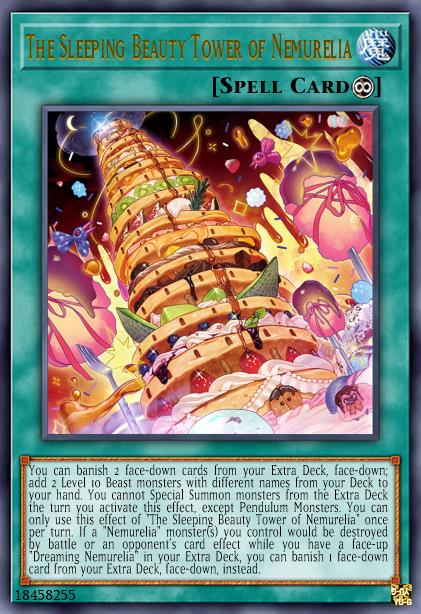 The Sleeping Beauty Tower of Nemurelia
魔
[Spell Card]
You can banish 2 face-down cards from your Extra Deck, face-down;
add 2 Level 10 Beast monsters with different names from your Deck to
your hand. You cannot Special Summon monsters from the Extra Deck
the turn you activate this effect, except Pendulum Monsters. You can
only use this effect of "The Sleeping Beauty Tower of Nemurelia" once
per turn. If a "Nemurelia" monster(s) you control would be destroyed
by battle or an opponent's card effect while you have a face-up
"Dreaming Nemurelia" in your Extra Deck, you can banish 1 face-down
card from your Extra Deck, face-down, instead.
18458255